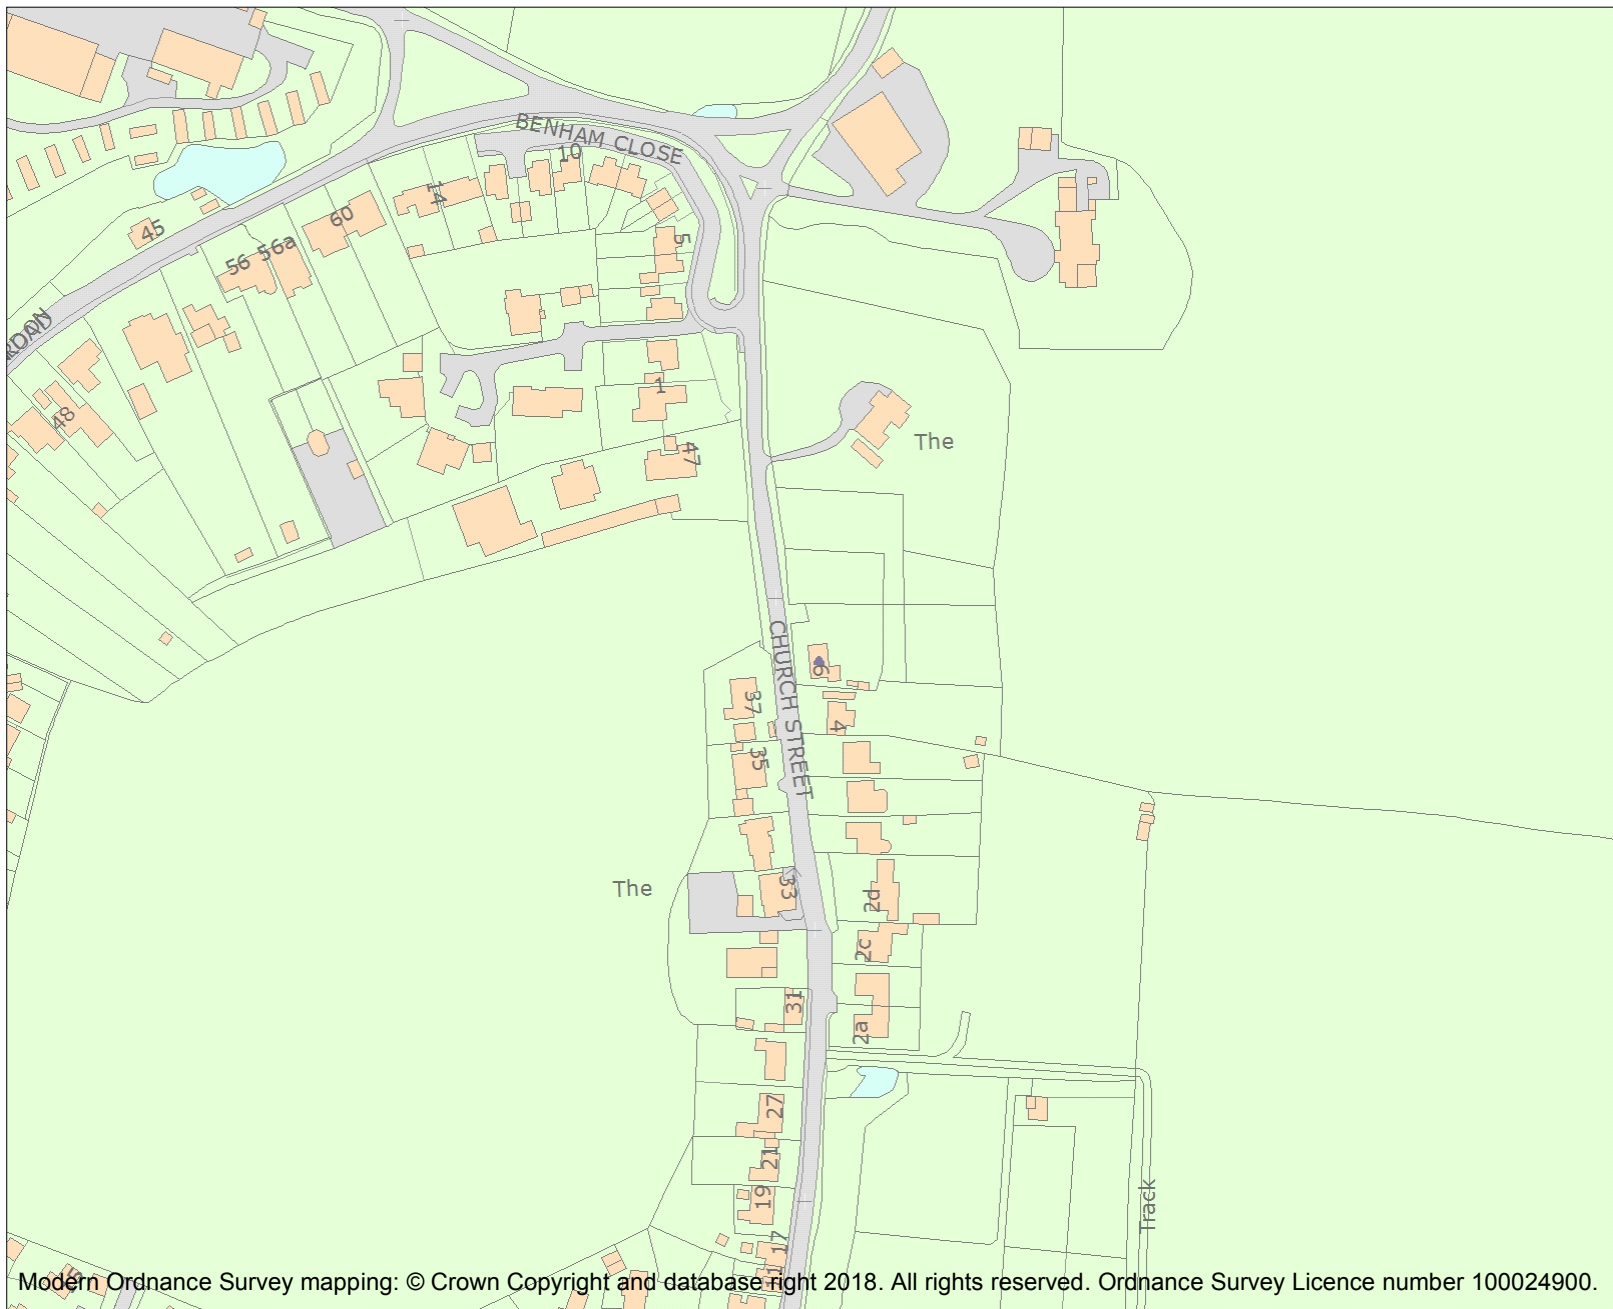 BENHAM CLOSE
10
14
60
45
56
56a
5
ROAD
1
48
The
47
CHURCH STREET
6
37
4
35
The
33
2d
2c
31
2a
27
21
19
Track
17
Modern Ordnance Survey mapping: © Crown Copyright and database right 2018. All rights reserved. Ordnance Survey Licence number 100024900.